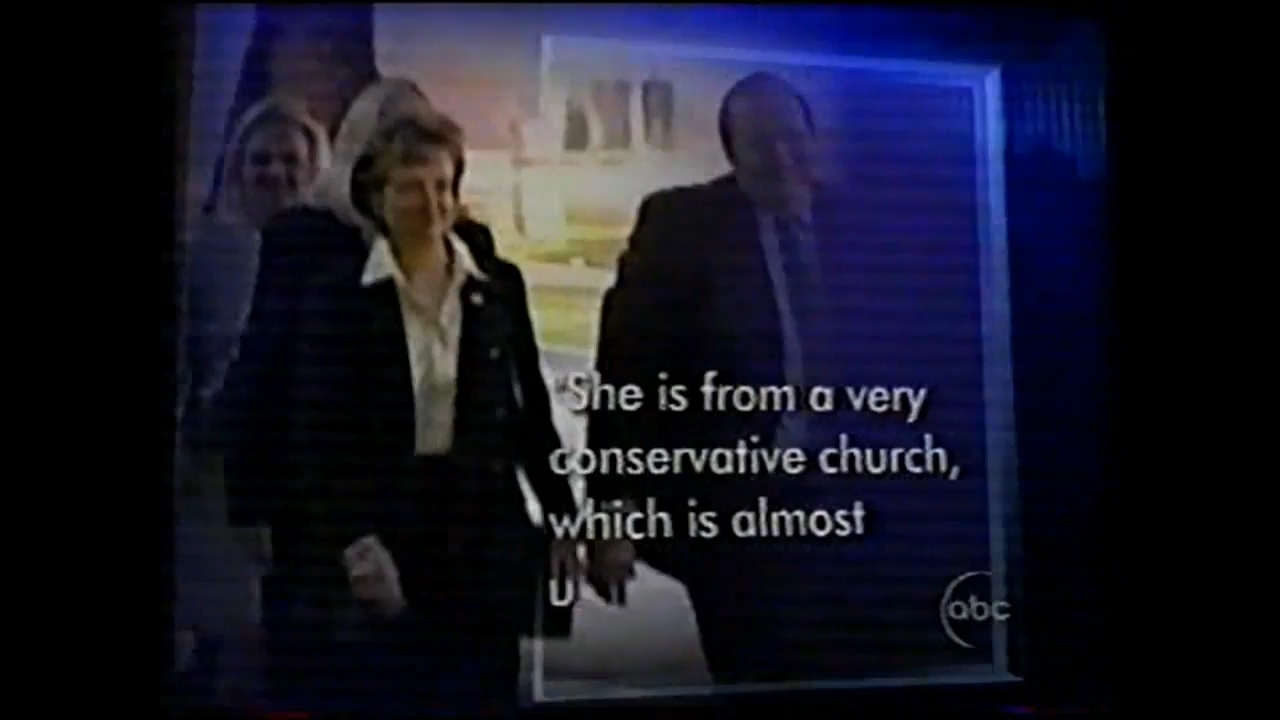 "She is from a very
conservative church,
which is almost
abc